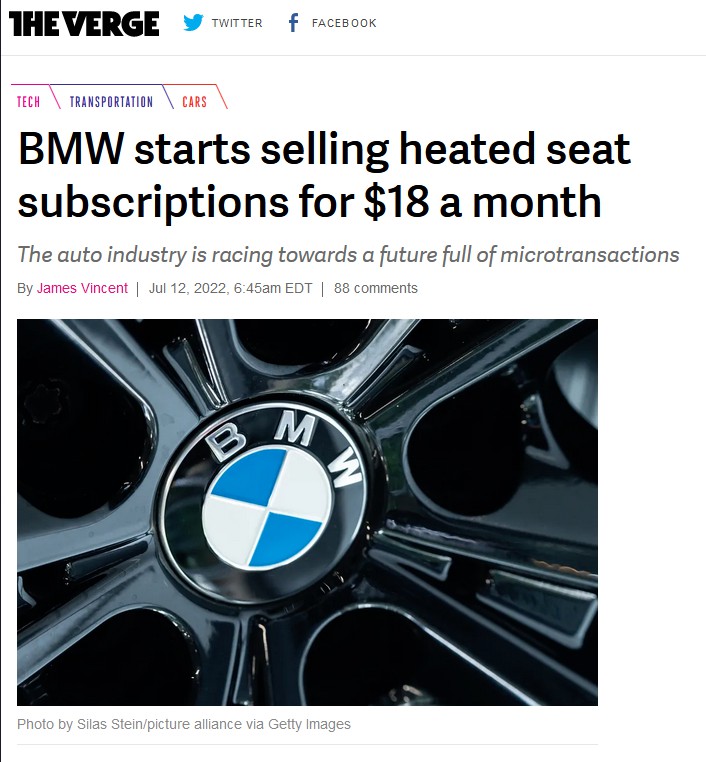 THE VERGE TWITTER FACEBOOK
TECH TRANSPORTATION CARS
BMW starts selling heated seat
subscriptions for $18 a month
The auto industry is racing towards a future full of microtransactions
By James Vincent | Jul 12, 2022, 6:45am EDT | 88 comments
BMW
Photo by Silas Stein/picture alliance via Getty Images